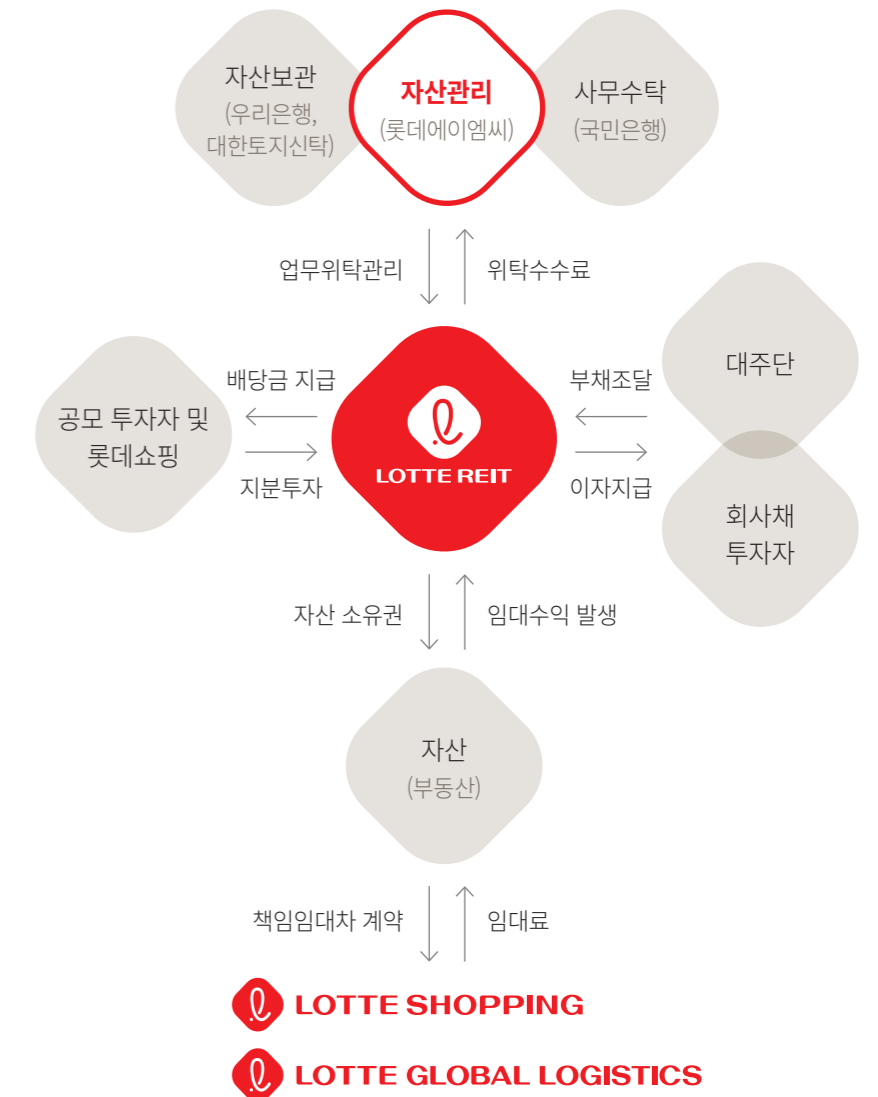 자산보관
(우리은행,
대한토지신탁)
자산관리
(롯데에이엠씨)
사무수탁
(국민은행)
업무위탁관리
위탁수수료
공모 투자자 및
롯데쇼핑
배당금 지급
지분투자
LOTTE REIT
부채조달
이자지급
대주단
회사채
투자자
자산 소유권
임대수익 발생
자산
(부동산)
책임임대차 계약
임대료
LOTTE SHOPPING
LOTTE GLOBAL LOGISTICS